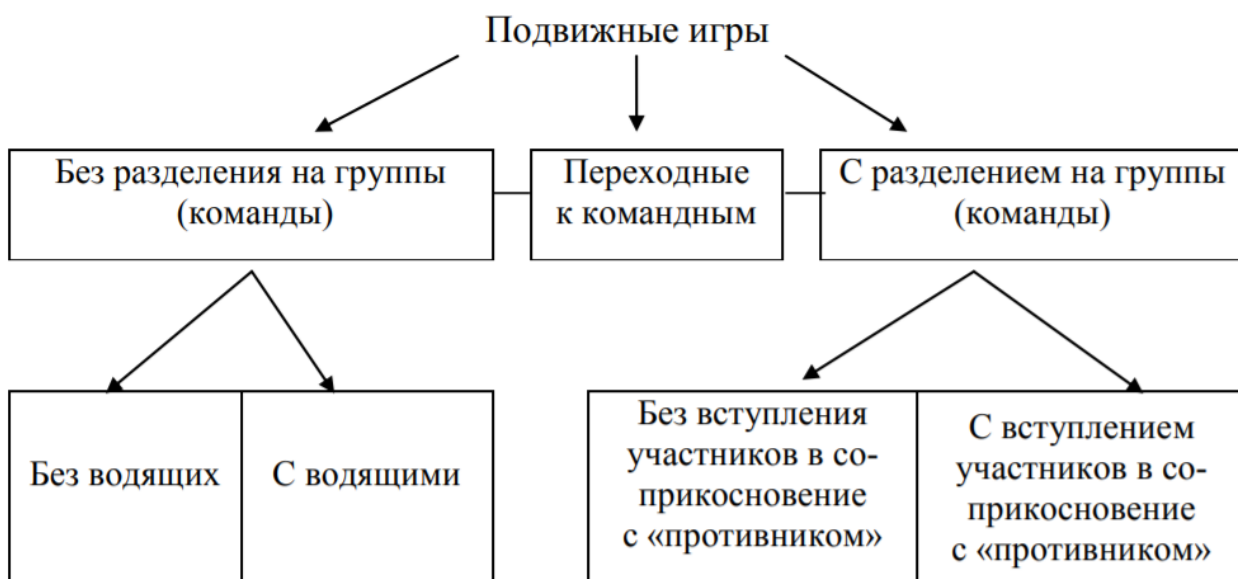 Подвижные игры
Без разделения на группы
(команды)
Переходные
к командным
С разделением на группы
(команды)
Без водящих
С водящими
Без вступления
участников в со-
прикосновение
с «противником»
С вступлением
участников в со-
прикосновение
с «противником»